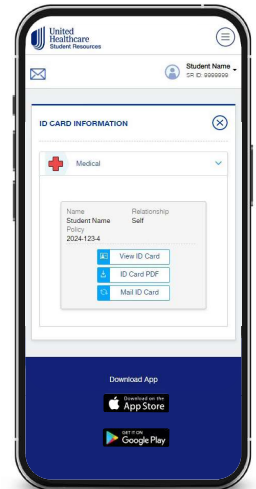 United
Healthcare
Student Resources
Student Name
SR ID: 9999999
ID CARD INFORMATION
Medical
Name Relationship
Student Name Self
Policy
2024-123-4
View ID Card
ID Card PDF
Mail ID Card
Download App
Download on the
App Store
GET IT ON
Google Play